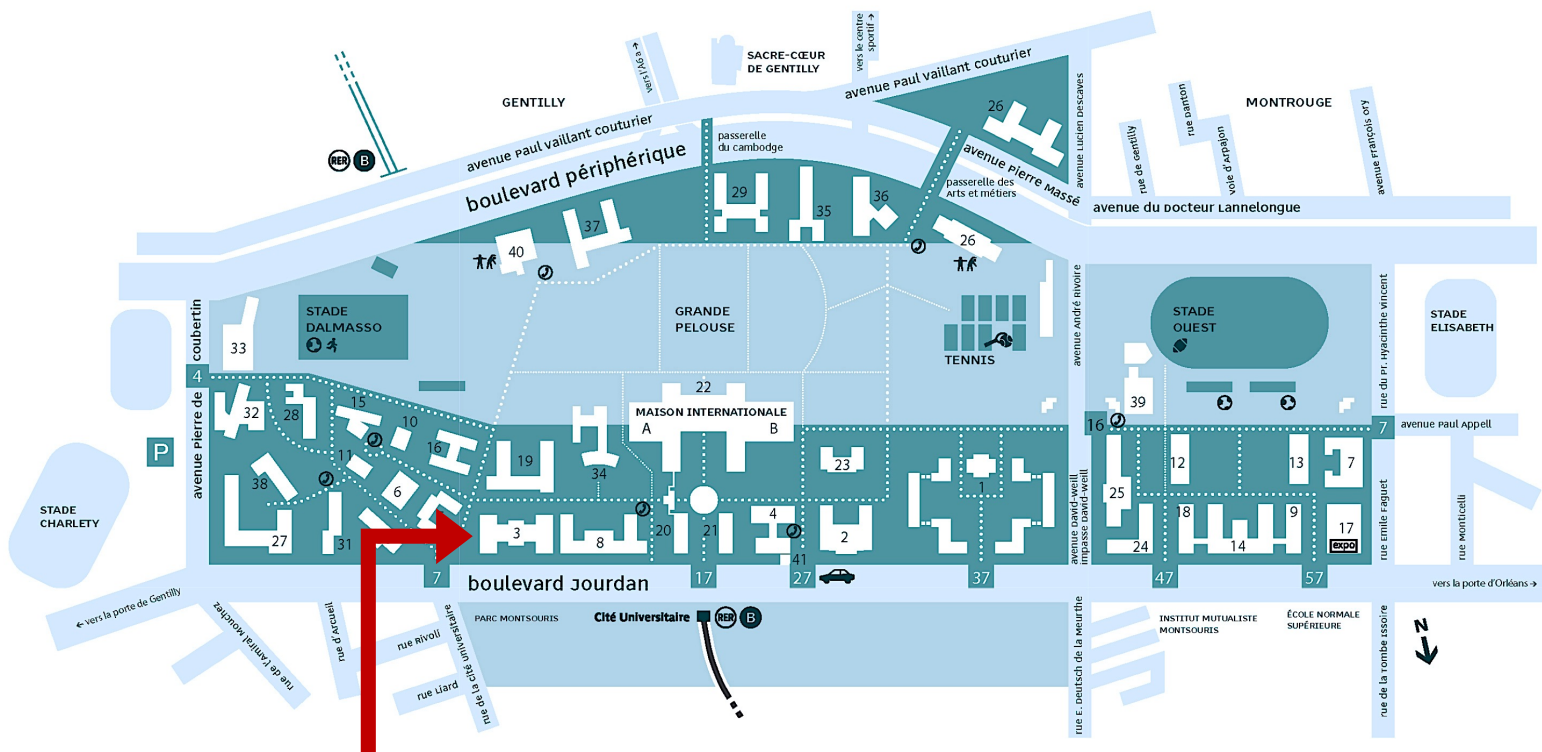 SACRE-CŒUR
DE GENTILLY
vers le centre
sportif →
vers l'A6a →
avenue Paul vaillant couturier
GENTILLY
MONTROUGE
avenue Paul vaillant couturier
RER B
boulevard périphérique
passerelle
du cambodge
26
avenue Lucien Descaves
rue Danton
rue de Gentilly
voie d'Arpajon
avenue François Ory
avenue Pierre Massé
passerelle des
Arts et métiers
avenue du Docteur Lannelongue
29
35
36
37
40
26
avenue Pierre de coubertin
33
STADE
DALMASSO
GRANDE
PELOUSE
TENNIS
avenue André Rivoire
STADE
OUEST
rue du Pr. Hyacinthe vincent
STADE
ELISABETH
4
32
28
15
10
16
22
MAISON INTERNATIONALE
A
B
39
16
7
avenue Paul Appell
P
11
38
6
19
34
23
1
12
13
7
25
STADE
CHARLETY
27
31
3
8
20
21
4
41
2
avenue David-weill
impasse David-weill
24
18
14
9
17
expo
rue Emile Faguet
rue Monticelli
7
boulevard Jourdan
17
27
37
47
57
vers la porte d'Orléans →
← vers la porte de Gentilly
rue de l'Amiral Mouchez
rue d'Arcueil
rue Rivoli
rue Liard
rue de la cité universitaire
PARC MONTSOURIS
Cité Universitaire
RER B
rue E. Deutsch de la Meurthe
INSTITUT MUTUALISTE
MONTSOURIS
ÉCOLE NORMALE
SUPÉRIEURE
rue de la Tombe Issoire
N